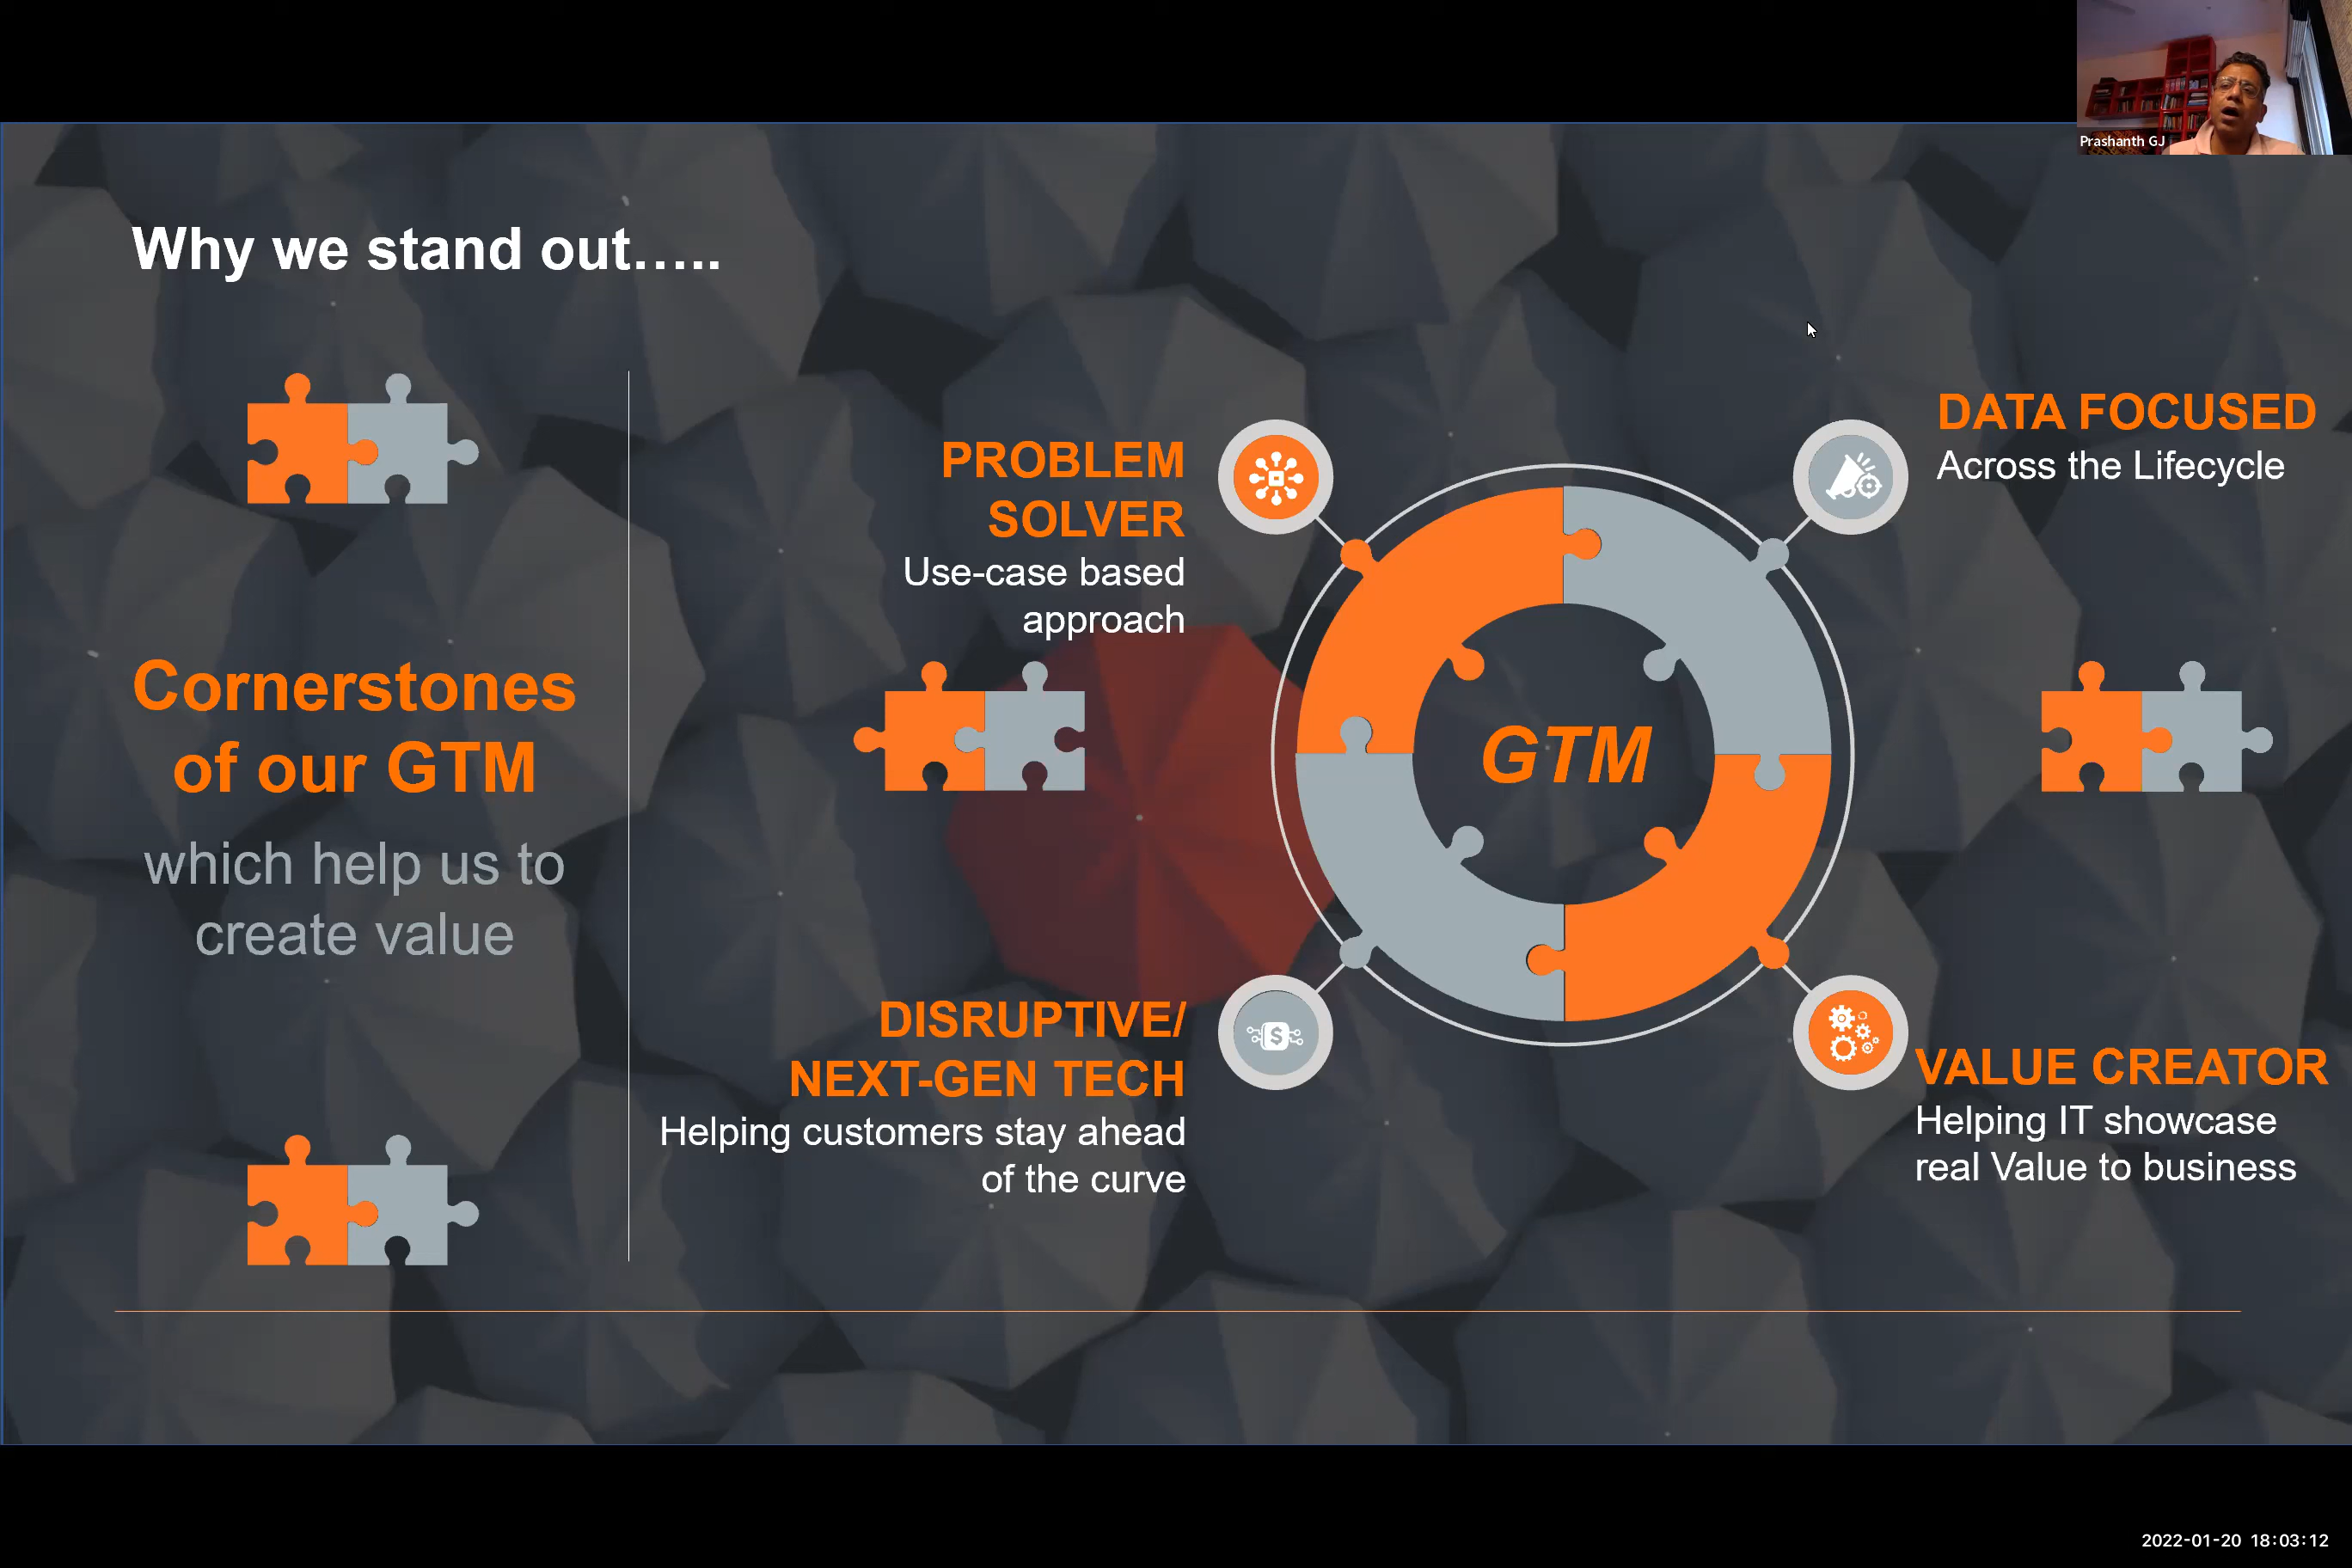 Prashanth GJ
Why we stand out…..
Cornerstones
of our GTM
which help us to
create value
PROBLEM
SOLVER
Use-case based
approach
DATA FOCUSED
Across the Lifecycle
GTM
DISRUPTIVE/
NEXT-GEN TECH
Helping customers stay ahead
of the curve
VALUE CREATOR
Helping IT showcase
real Value to business
2022-01-20 18:03:12